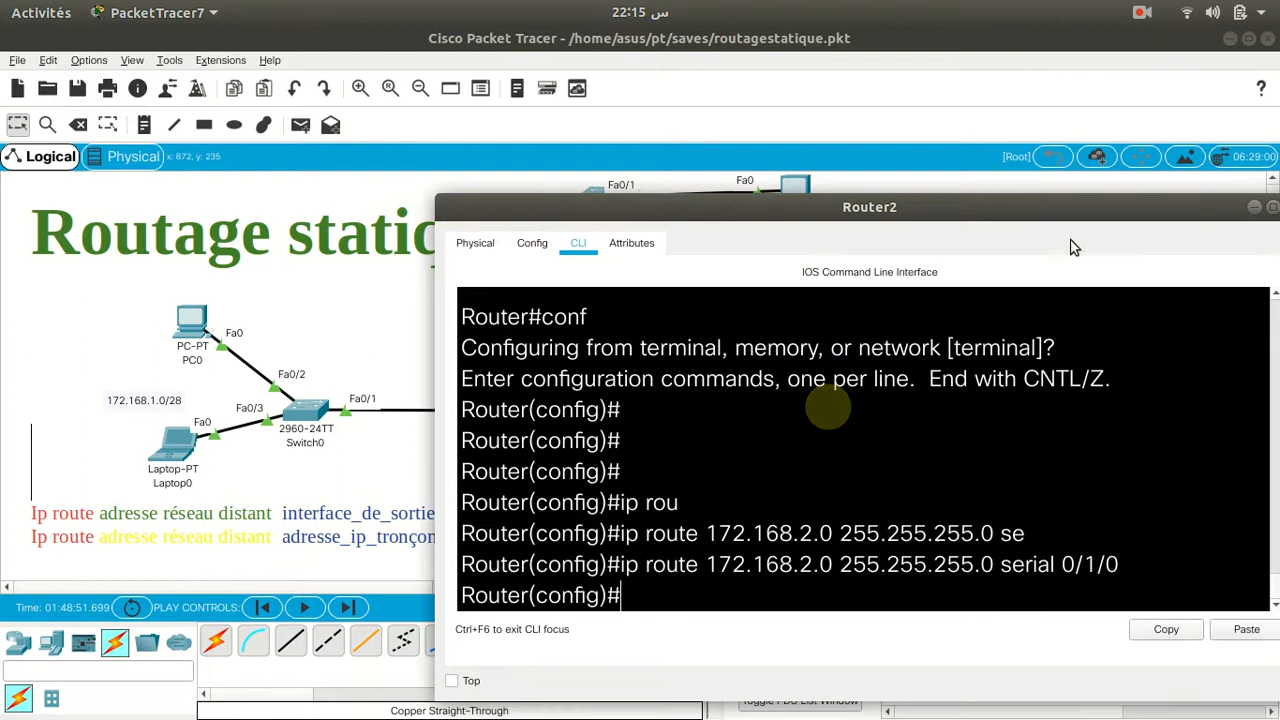 Activités
PacketTracer7
22:15 س
Cisco Packet Tracer - /home/asus/pt/saves/routagestatique.pkt
File Edit Options View Tools Extensions Help
Logical
Physical
x: 872, y: 235
[Root]
06:29:00
Fa0/1
Fa0
Router2
Routage statiq
Physical Config CLI Attributes
IOS Command Line Interface
Router#conf
Configuring from terminal, memory, or network [terminal]?
Enter configuration commands, one per line. End with CNTL/Z.
Router(config)#
Router(config)#
Router(config)#
Router(config)#ip rou
Router(config)#ip route 172.168.2.0 255.255.255.0 se
Router(config)#ip route 172.168.2.0 255.255.255.0 serial 0/1/0
Router(config)#
Ctrl+F6 to exit CLI focus
Copy
Paste
Top
Fa0
PC-PT
PC0
Fa0/2
172.168.1.0/28
Fa0/3
Fa0/1
Fa0
2960-24TT
Switch0
Laptop-PT
Laptop0
Ip route adresse réseau distant interface_de_sortie
Ip route adresse réseau distant adresse_ip_tronçon
Time: 01:48:51.699
PLAY CONTROLS:
Copper Straight-Through
Toggle PDU List Window